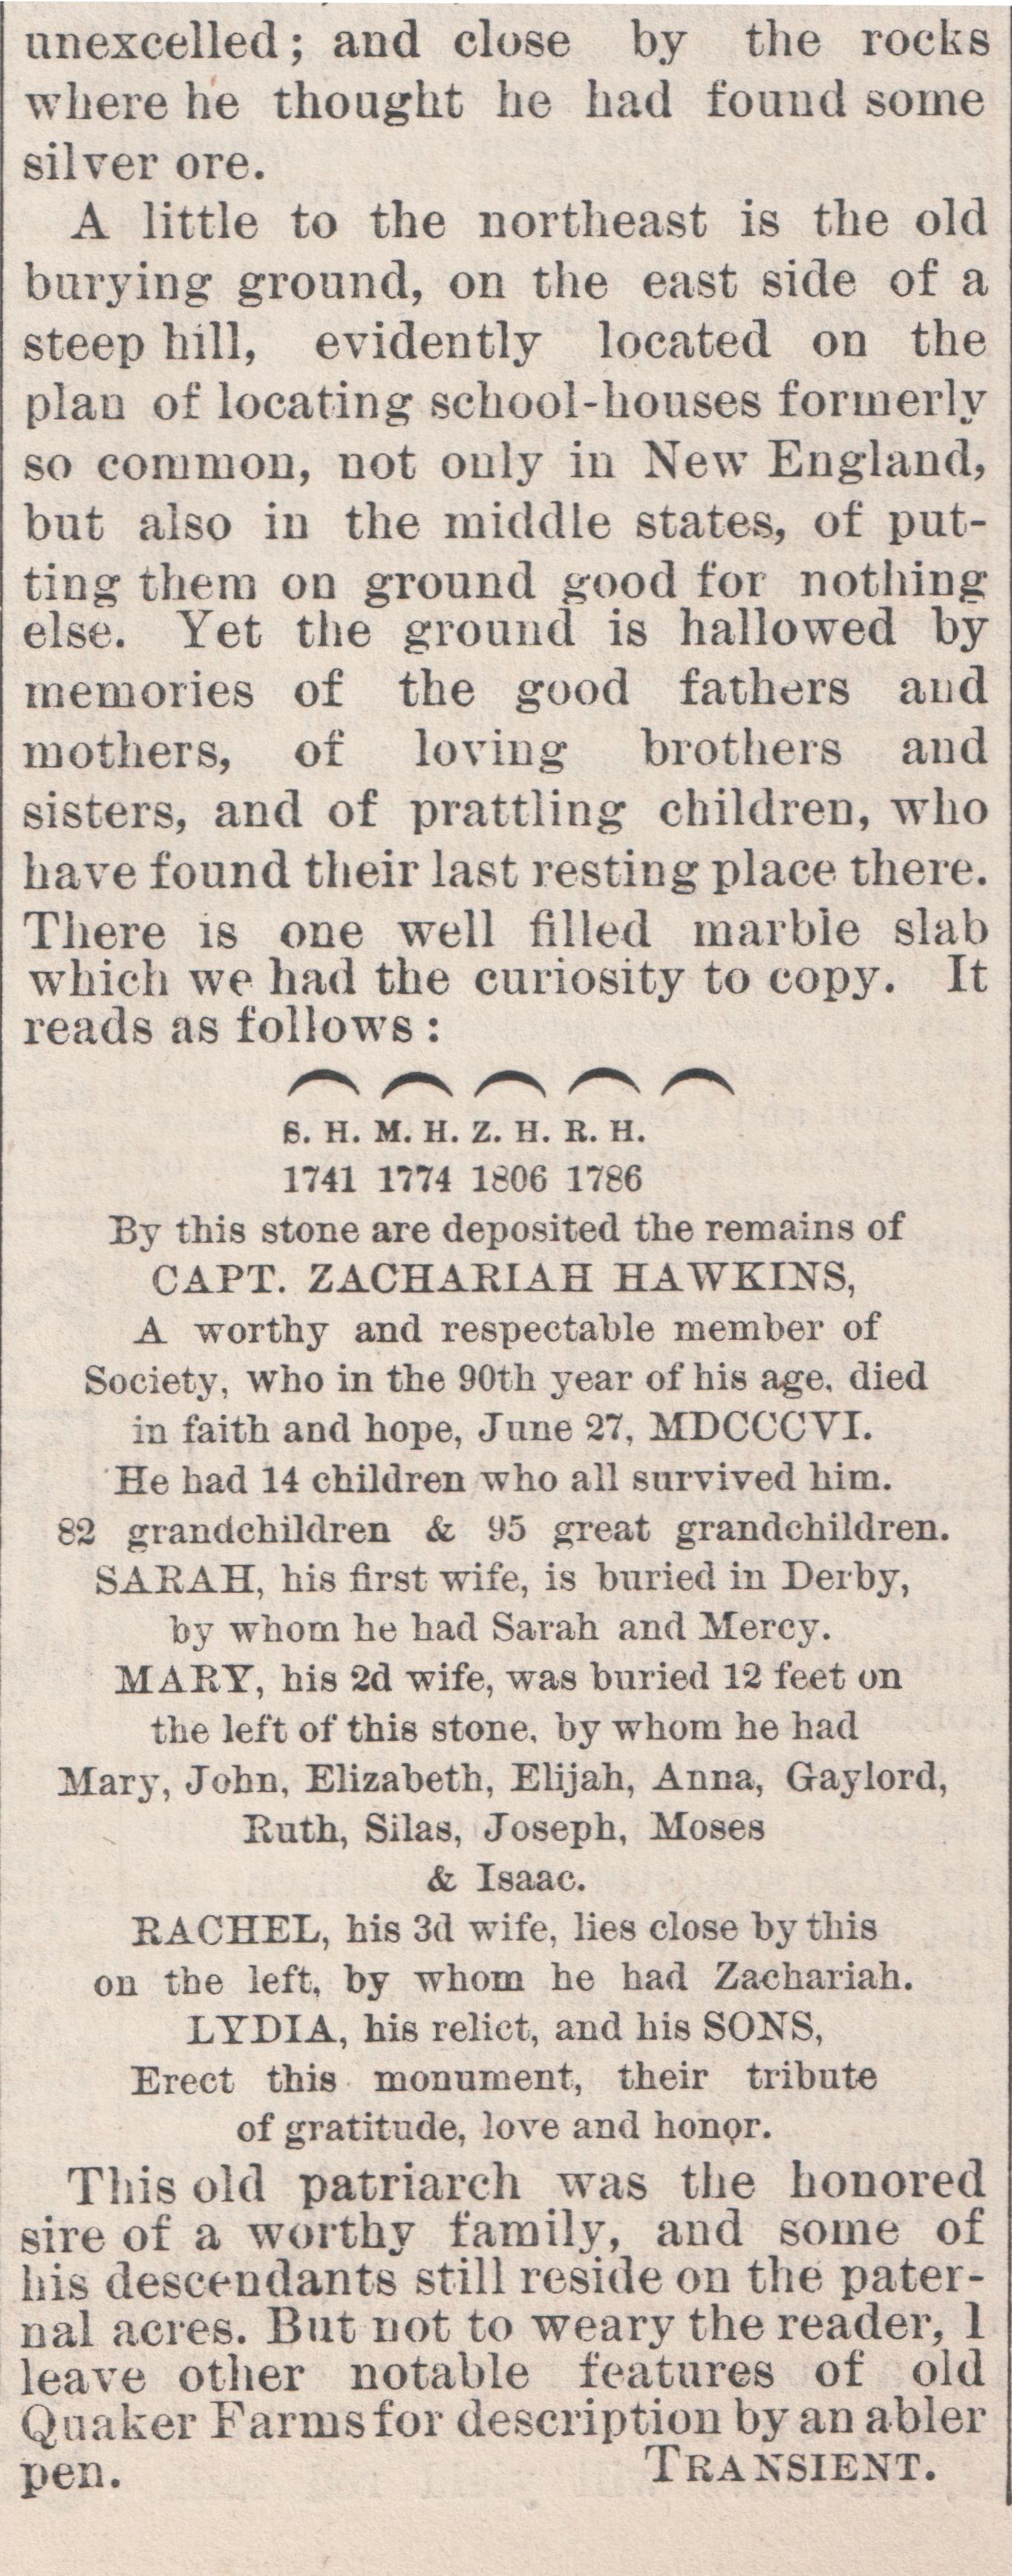 unexcelled; and close by the rocks
where he thought he had found some
silver ore.
A little to the northeast is the old
burying ground, on the east side of a
steep hill, evidently located on the
plan of locating school-houses formerly
so common, not only in New England,
but also in the middle states, of put-
ting them on ground good for nothing
else. Yet the ground is hallowed by
memories of the good fathers and
mothers, of loving brothers and
sisters, and of prattling children, who
have found their last resting place there.
There is one well filled marble slab
which we had the curiosity to copy. It
reads as follows:
S. H. M. H. Z. H. R. H.
1741 1774 1806 1786
By this stone are deposited the remains of
CAPT. ZACHARIAH HAWKINS,
A worthy and respectable member of
Society, who in the 90th year of his age, died
in faith and hope, June 27, MDCCCVI.
He had 14 children who all survived him.
82 grandchildren & 95 great grandchildren.
SARAH, his first wife, is buried in Derby,
by whom he had Sarah and Mercy.
MARY, his 2d wife, was buried 12 feet on
the left of this stone, by whom he had
Mary, John, Elizabeth, Elijah, Anna, Gaylord,
Ruth, Silas, Joseph, Moses
& Isaac.
RACHEL, his 3d wife, lies close by this
on the left, by whom he had Zachariah.
LYDIA, his relict, and his SONS,
Erect this monument, their tribute
of gratitude, love and honor.
This old patriarch was the honored
sire of a worthy family, and some of
his descendants still reside on the pater-
nal acres. But not to weary the reader, I
leave other notable features of old
Quaker Farms for description by an abler
pen. TRANSIENT.